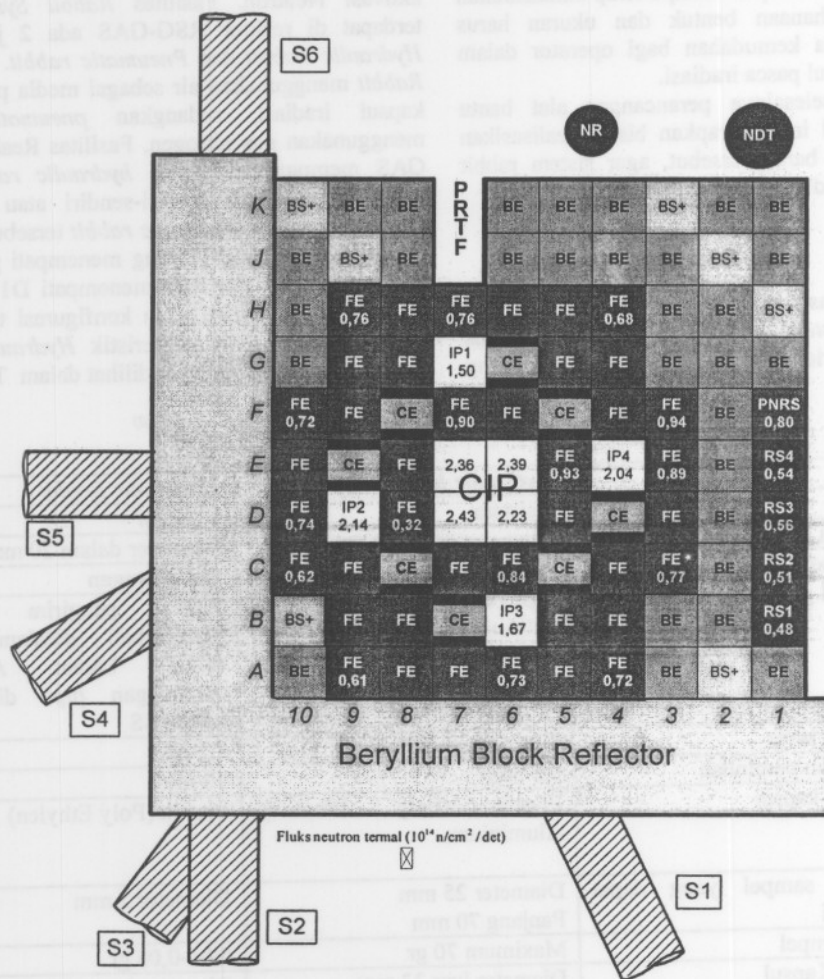 S6
NR
NDT
PRTF
K BS+ BE BE BE BE BE BS+ BE BE
J BE BS+ BE BE BE BE BE BS+ BE
H BE FE 0,76 FE FE 0,76 FE FE FE 0,68 BE BE BS+
G BE FE FE IP1 1,50 CE FE FE BE BE BE
F FE 0,72 FE CE FE 0,90 FE CE FE FE 0,94 BE PNRS 0,80
E FE CE FE 2,36 2,39 FE 0,93 IP4 2,04 FE 0,89 BE RS4 0,54
CIP
D FE 0,74 IP2 2,14 FE 0,32 2,43 2,23 FE CE FE BE RS3 0,56
C FE 0,62 FE CE FE FE 0,84 CE FE FE* 0,77 BE RS2 0,51
B BS+ FE FE CE IP3 1,67 FE FE BE BE RS1 0,48
A BE FE 0,61 FE FE FE 0,73 FE FE 0,72 BE BS+ BE
10 9 8 7 6 5 4 3 2 1
S5
S4
Beryllium Block Reflector
Fluks neutron termal (10¹⁴ n/cm² / det)
S3
S2
S1